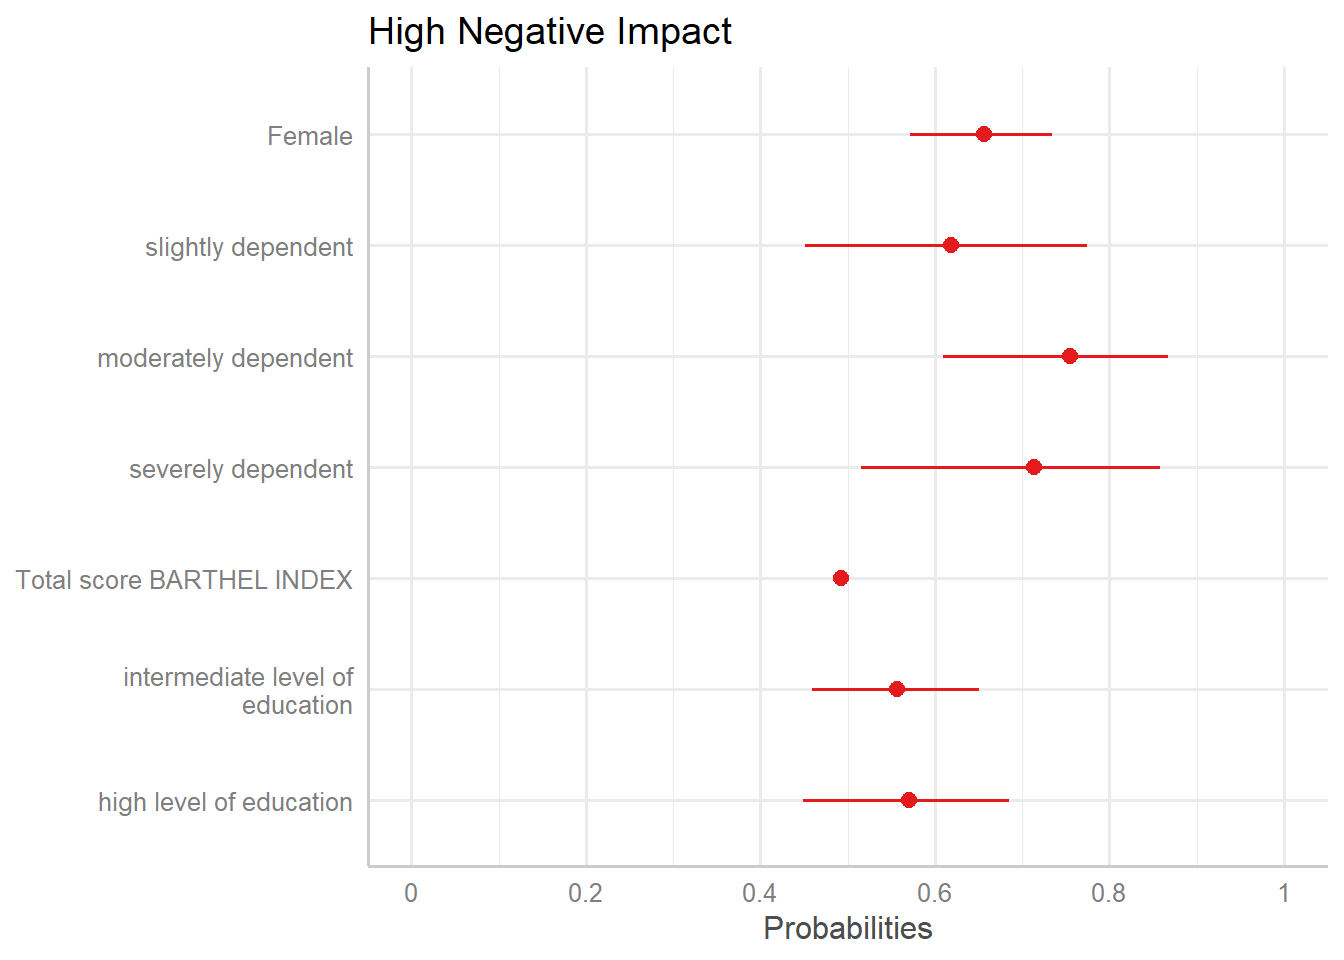 High Negative Impact
Female
slightly dependent
moderately dependent
severely dependent
Total score BARTHEL INDEX
intermediate level of
education
high level of education
0 0.2 0.4 0.6 0.8 1
Probabilities